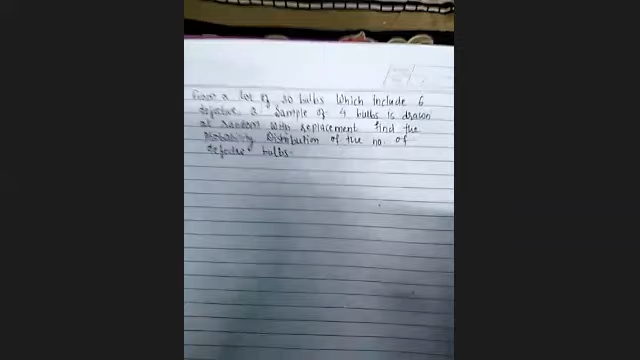 From a lot of 30 bulbs which include 6
defective a sample of 4 bulbs is drawn
at random with replacement find the
Probability Distribution of the no. of
defective bulbs.